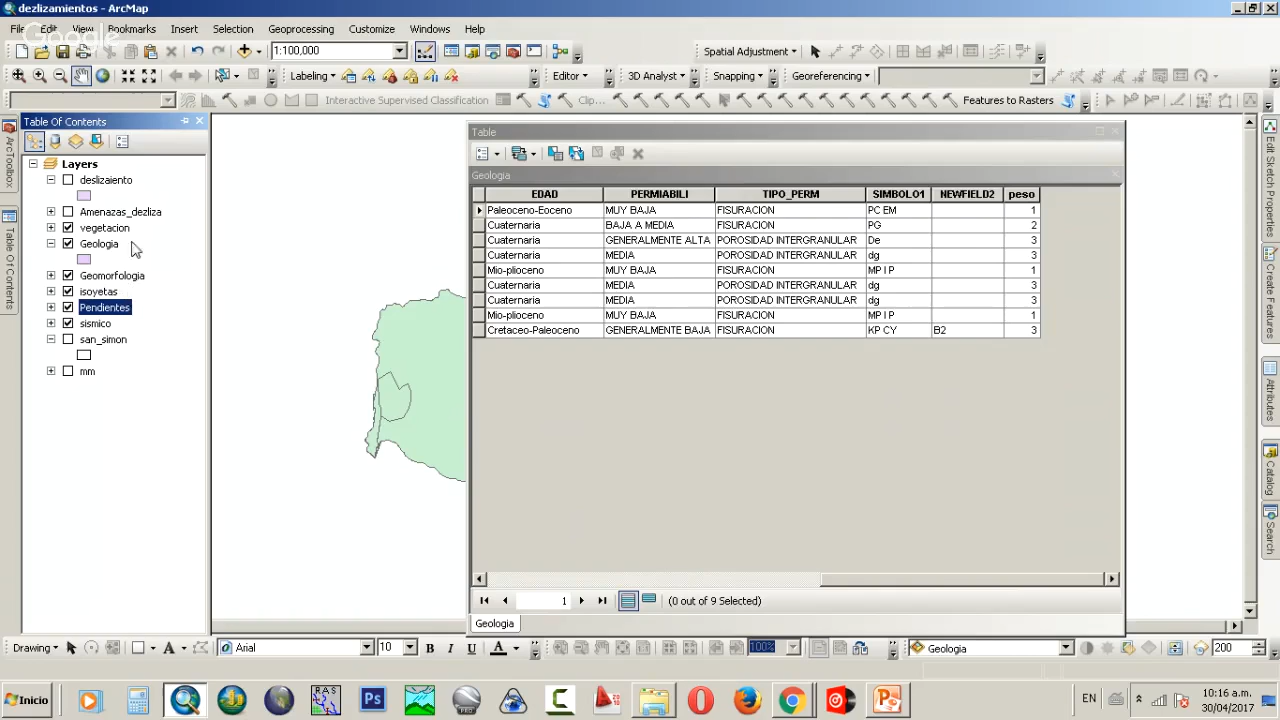 dezlizamientos - ArcMap
File Edit View Bookmarks Insert Selection Geoprocessing Customize Windows Help
Google
1:100,000
Spatial Adjustment
Labeling
Editor
3D Analyst
Snapping
Georeferencing
Interactive Supervised Classification
Clip...
Features to Rasters
Table Of Contents
Layers
deslizaiento
Amenazas_dezliza
vegetacion
Geologia
Geomorfologia
isoyetas
Pendientes
sismico
san_simon
mm
ArcToolbox
Table Of Contents
Table
Geologia
EDAD PERMIABILI TIPO_PERM SIMBOLO1 NEWFIELD2 peso
Paleoceno-Eoceno MUY BAJA FISURACION PC EM 1
Cuaternaria BAJA A MEDIA FISURACION PG 2
Cuaternaria GENERALMENTE ALTA POROSIDAD INTERGRANULAR De 3
Cuaternaria MEDIA POROSIDAD INTERGRANULAR dg 3
Mio-plioceno MUY BAJA FISURACION MP I P 1
Cuaternaria MEDIA POROSIDAD INTERGRANULAR dg 3
Cuaternaria MEDIA POROSIDAD INTERGRANULAR dg 3
Mio-plioceno MUY BAJA FISURACION MP I P 1
Cretaceo-Paleoceno GENERALMENTE BAJA FISURACION KP CY B2 3
1
(0 out of 9 Selected)
Geologia
Edit Sketch Properties
Create Features
Attributes
Catalog
Search
Drawing
A
Arial
10
B I U A
100%
Geologia
200
Inicio
RAS
PS
PRO
C
EN
10:16 a.m.
30/04/2017